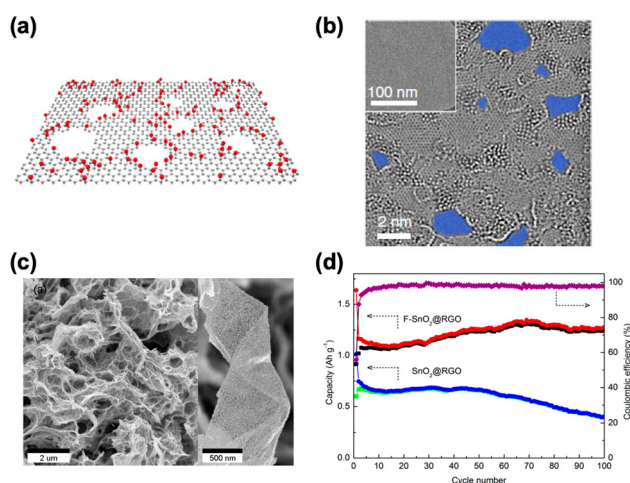 (a)
(b)
100 nm
2 nm
(c)
(a)
2 um
500 nm
(d)
1.5
1.0
0.5
0.0
Capacity (Ah g⁻¹)
F-SnO₂@RGO
SnO₂@RGO
100
80
60
40
20
0
Coulombic efficiency (%)
0 10 20 30 40 50 60 70 80 90 100
Cycle number